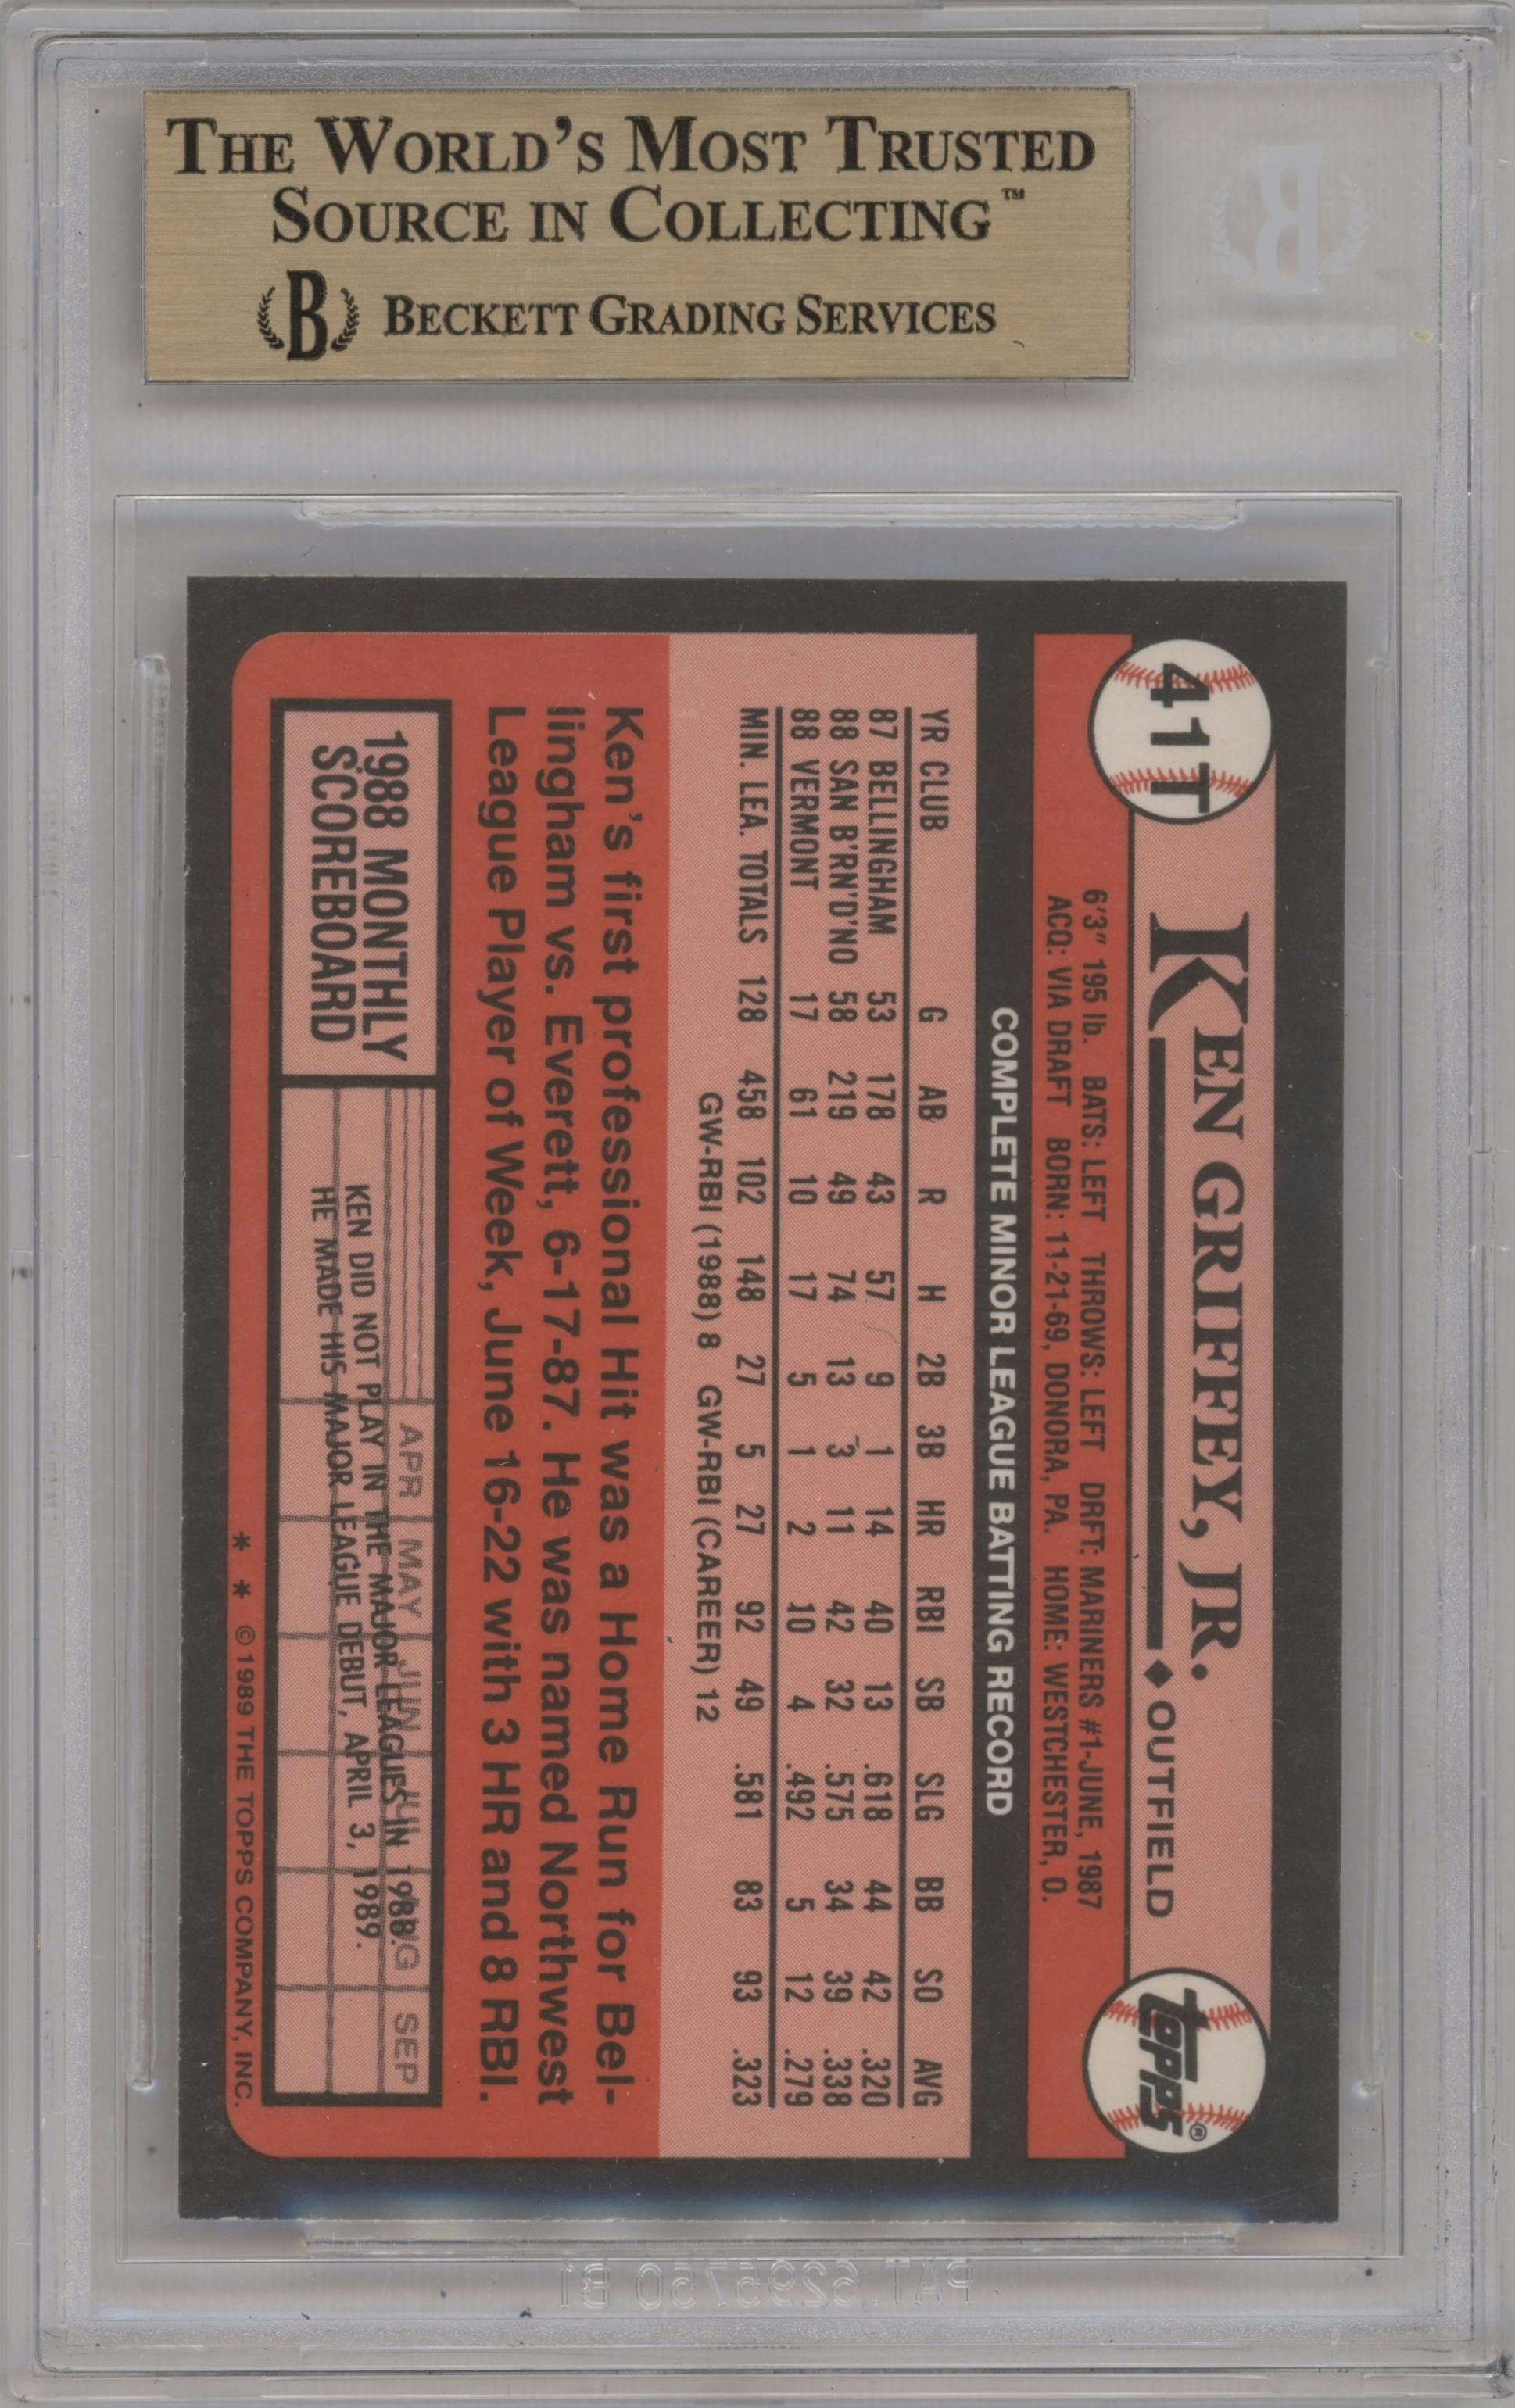 THE WORLD'S MOST TRUSTED
SOURCE IN COLLECTING™
B BECKETT GRADING SERVICES
B
41T KEN GRIFFEY, JR. ◆ OUTFIELD topps®
6'3" 195 lb. BATS: LEFT THROWS: LEFT DRFT: MARINERS #1-JUNE, 1987
ACQ: VIA DRAFT BORN: 11-21-69, DONORA, PA. HOME: WESTCHESTER, O.
COMPLETE MINOR LEAGUE BATTING RECORD
YR CLUB G AB R H 2B 3B HR RBI SB SLG BB SO AVG
87 BELLINGHAM 53 178 43 57 9 1 14 40 13 .618 44 42 .320
88 SAN B'RN'D'NO 58 219 49 74 13 3 11 42 32 .575 34 39 .338
88 VERMONT 17 61 10 17 5 1 2 10 4 .492 5 12 .279
MIN. LEA. TOTALS 128 458 102 148 27 5 27 92 49 .581 83 93 .323
GW-RBI (1988) 8 GW-RBI (CAREER) 12
Ken's first professional Hit was a Home Run for Bel-
lingham vs. Everett, 6-17-87. He was named Northwest
League Player of Week, June 16-22 with 3 HR and 8 RBI.
1988 MONTHLY
SCOREBOARD
APR MAY JUN JUL AUG SEP
KEN DID NOT PLAY IN THE MAJOR LEAGUES IN 1988.
HE MADE HIS MAJOR LEAGUE DEBUT, APRIL 3, 1989.
* * © 1989 THE TOPPS COMPANY, INC.
PAT. 6295750 B1